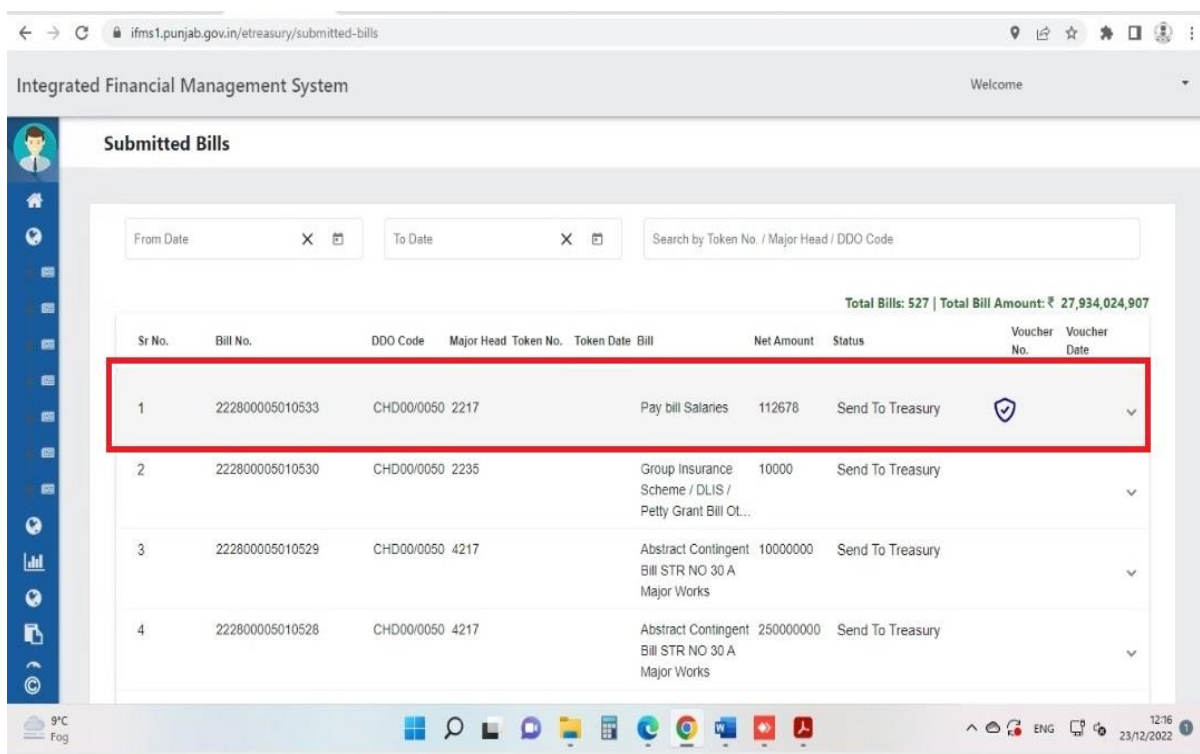 ifms1.punjab.gov.in/etreasury/submitted-bills
Integrated Financial Management System
Welcome
Submitted Bills
From Date
To Date
Search by Token No. / Major Head / DDO Code
Total Bills: 527 | Total Bill Amount: ₹ 27,934,024,907
Sr No. Bill No. DDO Code Major Head Token No. Token Date Bill Net Amount Status Voucher No. Voucher Date
1 222800005010533 CHD00/0050 2217 Pay bill Salaries 112678 Send To Treasury
2 222800005010530 CHD00/0050 2235 Group Insurance 10000 Send To Treasury
Scheme / DLIS /
Petty Grant Bill Ot...
3 222800005010529 CHD00/0050 4217 Abstract Contingent 10000000 Send To Treasury
Bill STR NO 30 A
Major Works
4 222800005010528 CHD00/0050 4217 Abstract Contingent 250000000 Send To Treasury
Bill STR NO 30 A
Major Works
9°C
Fog
ENG
12:16
23/12/2022
1